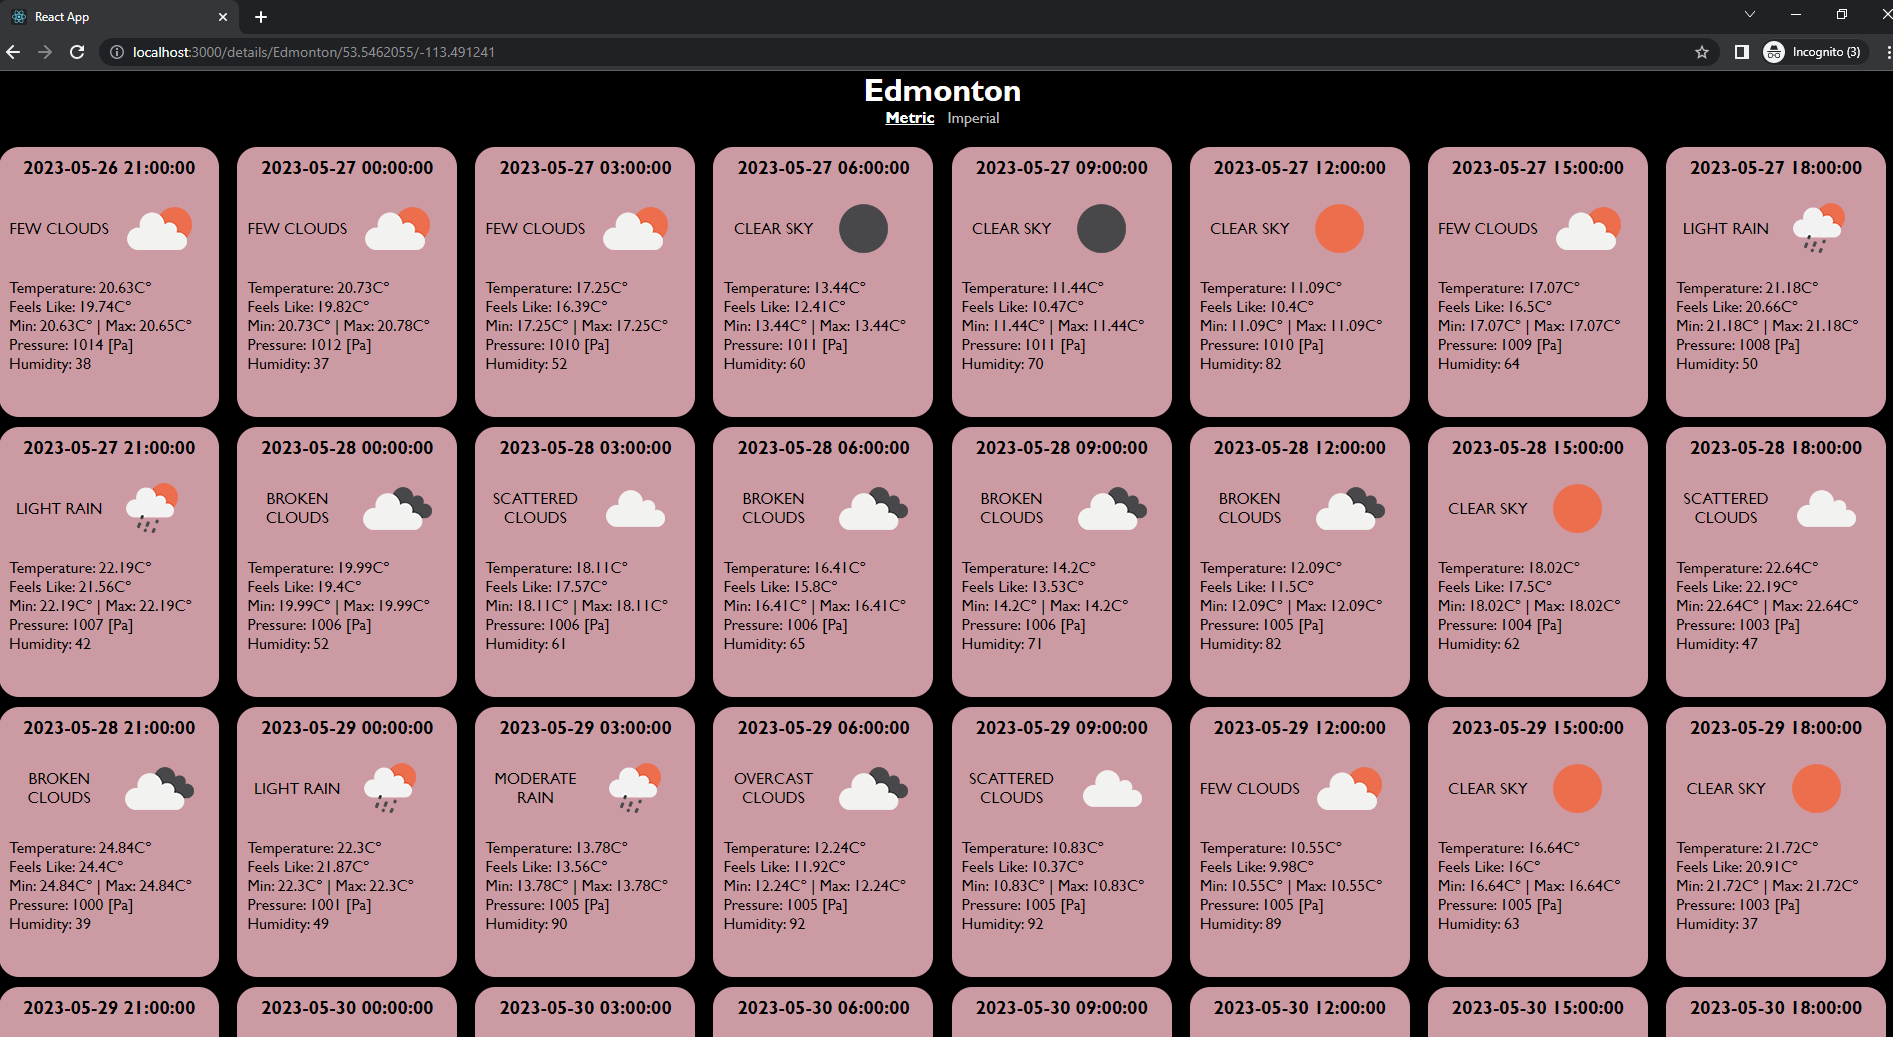 React App
localhost:3000/details/Edmonton/53.5462055/-113.491241
Incognito (3)
Edmonton
Metric Imperial
2023-05-26 21:00:00
FEW CLOUDS
Temperature: 20.63C°
Feels Like: 19.74C°
Min: 20.63C° | Max: 20.65C°
Pressure: 1014 [Pa]
Humidity: 38
2023-05-27 00:00:00
FEW CLOUDS
Temperature: 20.73C°
Feels Like: 19.82C°
Min: 20.73C° | Max: 20.78C°
Pressure: 1012 [Pa]
Humidity: 37
2023-05-27 03:00:00
FEW CLOUDS
Temperature: 17.25C°
Feels Like: 16.39C°
Min: 17.25C° | Max: 17.25C°
Pressure: 1010 [Pa]
Humidity: 52
2023-05-27 06:00:00
CLEAR SKY
Temperature: 13.44C°
Feels Like: 12.41C°
Min: 13.44C° | Max: 13.44C°
Pressure: 1011 [Pa]
Humidity: 60
2023-05-27 09:00:00
CLEAR SKY
Temperature: 11.44C°
Feels Like: 10.47C°
Min: 11.44C° | Max: 11.44C°
Pressure: 1011 [Pa]
Humidity: 70
2023-05-27 12:00:00
CLEAR SKY
Temperature: 11.09C°
Feels Like: 10.4C°
Min: 11.09C° | Max: 11.09C°
Pressure: 1010 [Pa]
Humidity: 82
2023-05-27 15:00:00
FEW CLOUDS
Temperature: 17.07C°
Feels Like: 16.5C°
Min: 17.07C° | Max: 17.07C°
Pressure: 1009 [Pa]
Humidity: 64
2023-05-27 18:00:00
LIGHT RAIN
Temperature: 21.18C°
Feels Like: 20.66C°
Min: 21.18C° | Max: 21.18C°
Pressure: 1008 [Pa]
Humidity: 50
2023-05-27 21:00:00
LIGHT RAIN
Temperature: 22.19C°
Feels Like: 21.56C°
Min: 22.19C° | Max: 22.19C°
Pressure: 1007 [Pa]
Humidity: 42
2023-05-28 00:00:00
BROKEN
CLOUDS
Temperature: 19.99C°
Feels Like: 19.4C°
Min: 19.99C° | Max: 19.99C°
Pressure: 1006 [Pa]
Humidity: 52
2023-05-28 03:00:00
SCATTERED
CLOUDS
Temperature: 18.11C°
Feels Like: 17.57C°
Min: 18.11C° | Max: 18.11C°
Pressure: 1006 [Pa]
Humidity: 61
2023-05-28 06:00:00
BROKEN
CLOUDS
Temperature: 16.41C°
Feels Like: 15.8C°
Min: 16.41C° | Max: 16.41C°
Pressure: 1006 [Pa]
Humidity: 65
2023-05-28 09:00:00
BROKEN
CLOUDS
Temperature: 14.2C°
Feels Like: 13.53C°
Min: 14.2C° | Max: 14.2C°
Pressure: 1006 [Pa]
Humidity: 71
2023-05-28 12:00:00
BROKEN
CLOUDS
Temperature: 12.09C°
Feels Like: 11.5C°
Min: 12.09C° | Max: 12.09C°
Pressure: 1005 [Pa]
Humidity: 82
2023-05-28 15:00:00
CLEAR SKY
Temperature: 18.02C°
Feels Like: 17.5C°
Min: 18.02C° | Max: 18.02C°
Pressure: 1004 [Pa]
Humidity: 62
2023-05-28 18:00:00
SCATTERED
CLOUDS
Temperature: 22.64C°
Feels Like: 22.19C°
Min: 22.64C° | Max: 22.64C°
Pressure: 1003 [Pa]
Humidity: 47
2023-05-28 21:00:00
BROKEN
CLOUDS
Temperature: 24.84C°
Feels Like: 24.4C°
Min: 24.84C° | Max: 24.84C°
Pressure: 1000 [Pa]
Humidity: 39
2023-05-29 00:00:00
LIGHT RAIN
Temperature: 22.3C°
Feels Like: 21.87C°
Min: 22.3C° | Max: 22.3C°
Pressure: 1001 [Pa]
Humidity: 49
2023-05-29 03:00:00
MODERATE
RAIN
Temperature: 13.78C°
Feels Like: 13.56C°
Min: 13.78C° | Max: 13.78C°
Pressure: 1005 [Pa]
Humidity: 90
2023-05-29 06:00:00
OVERCAST
CLOUDS
Temperature: 12.24C°
Feels Like: 11.92C°
Min: 12.24C° | Max: 12.24C°
Pressure: 1005 [Pa]
Humidity: 92
2023-05-29 09:00:00
SCATTERED
CLOUDS
Temperature: 10.83C°
Feels Like: 10.37C°
Min: 10.83C° | Max: 10.83C°
Pressure: 1005 [Pa]
Humidity: 92
2023-05-29 12:00:00
FEW CLOUDS
Temperature: 10.55C°
Feels Like: 9.98C°
Min: 10.55C° | Max: 10.55C°
Pressure: 1005 [Pa]
Humidity: 89
2023-05-29 15:00:00
CLEAR SKY
Temperature: 16.64C°
Feels Like: 16C°
Min: 16.64C° | Max: 16.64C°
Pressure: 1005 [Pa]
Humidity: 63
2023-05-29 18:00:00
CLEAR SKY
Temperature: 21.72C°
Feels Like: 20.91C°
Min: 21.72C° | Max: 21.72C°
Pressure: 1003 [Pa]
Humidity: 37
2023-05-29 21:00:00
2023-05-30 00:00:00
2023-05-30 03:00:00
2023-05-30 06:00:00
2023-05-30 09:00:00
2023-05-30 12:00:00
2023-05-30 15:00:00
2023-05-30 18:00:00